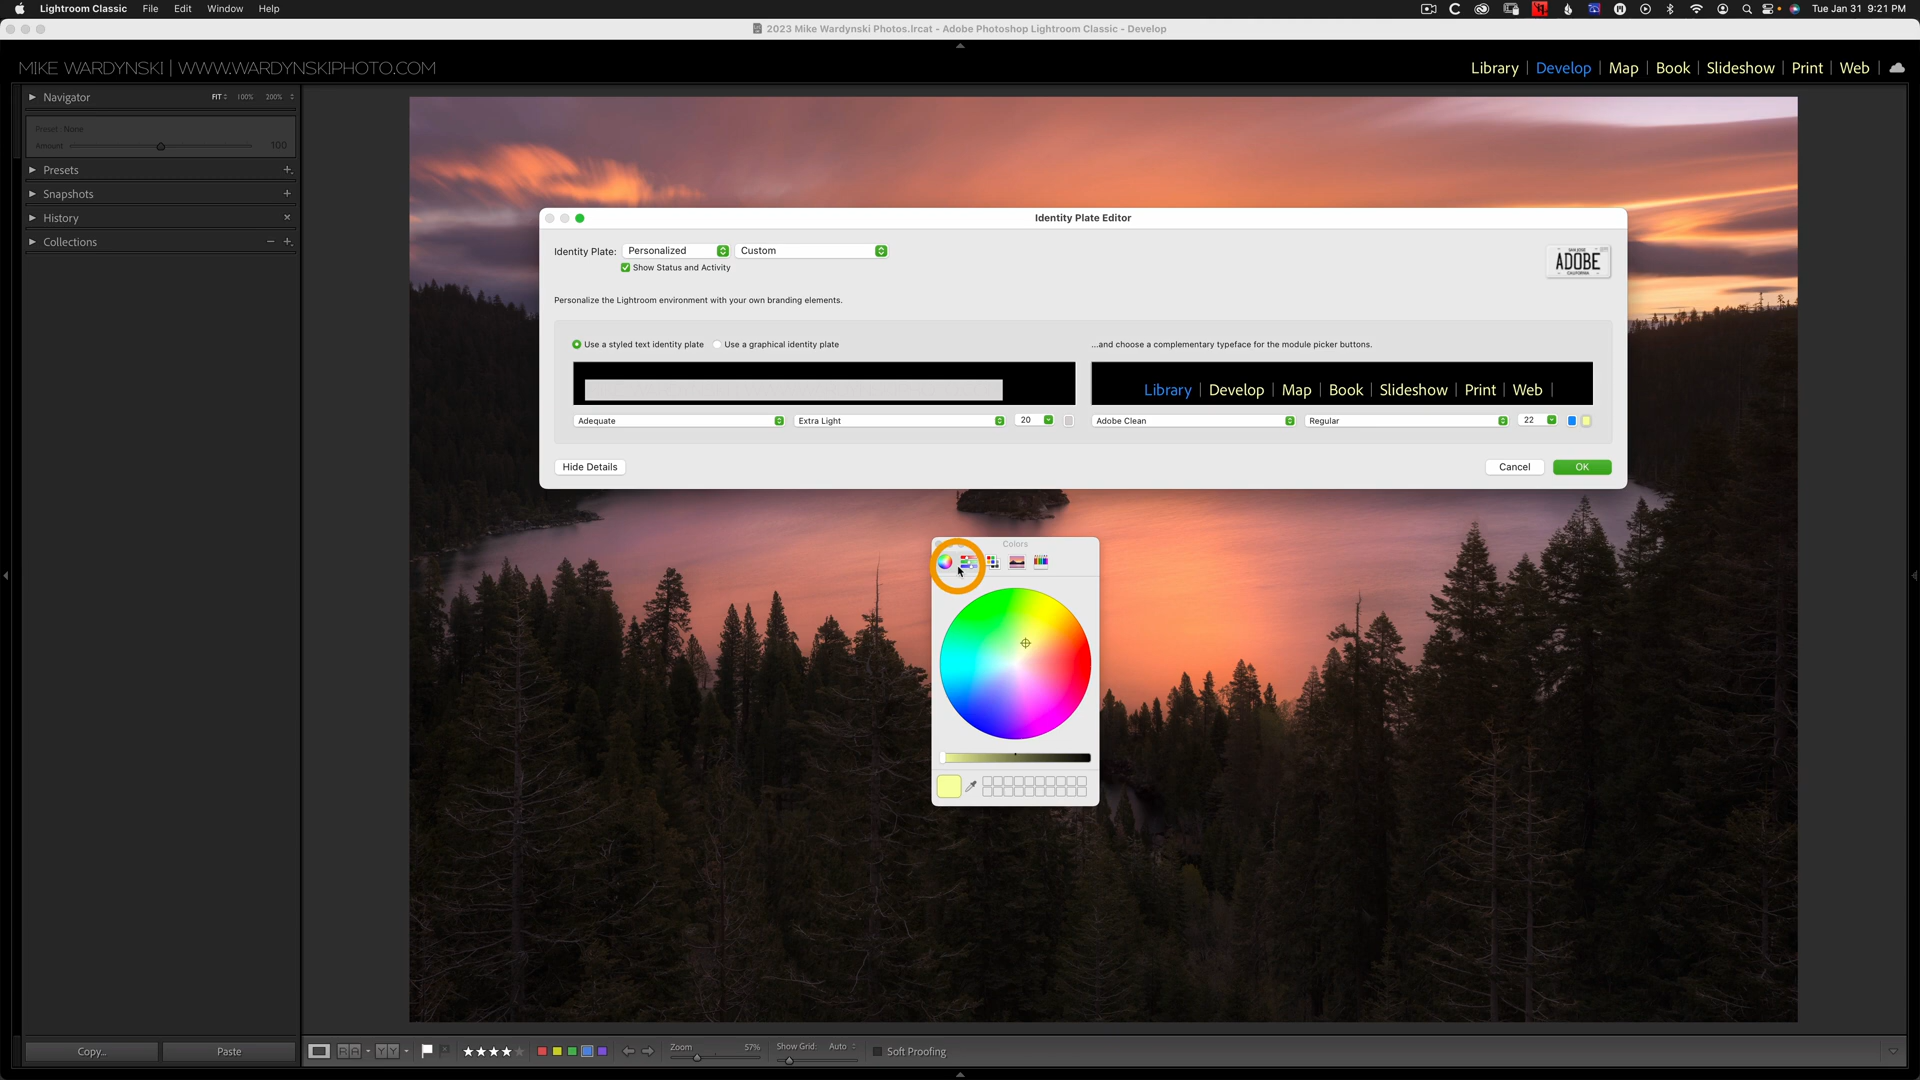 Lightroom Classic File Edit Window Help Tue Jan 31 9:21 PM
2023 Mike Wardynski Photos.lrcat - Adobe Photoshop Lightroom Classic - Develop
MIKE WARDYNSKI | WWW.WARDYNSKIPHOTO.COM
Library | Develop | Map | Book | Slideshow | Print | Web |
Navigator FIT 100% 200%
Preset: None
Amount 100
Presets
Snapshots
History
Collections
Identity Plate Editor
Identity Plate: Personalized Custom
Show Status and Activity
ADOBE
Personalize the Lightroom environment with your own branding elements.
Use a styled text identity plate Use a graphical identity plate
...and choose a complementary typeface for the module picker buttons.
Library | Develop | Map | Book | Slideshow | Print | Web |
Adequate Extra Light 20 Adobe Clean Regular 22
Hide Details Cancel OK
Colors
Copy... Paste
Zoom 57% Show Grid: Auto Soft Proofing